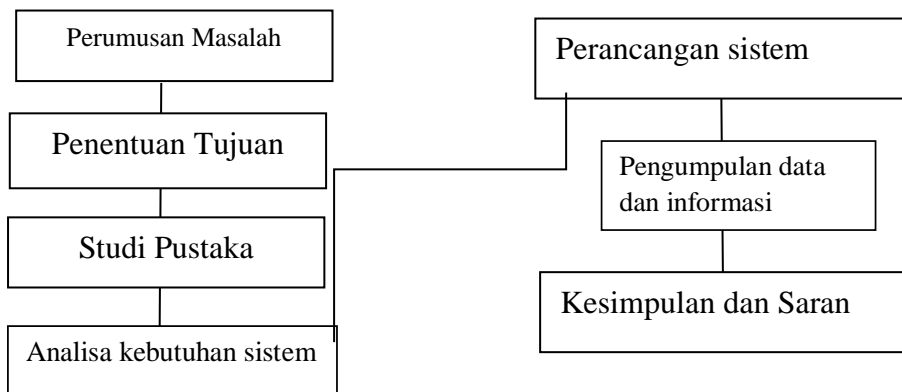 Perumusan Masalah
Penentuan Tujuan
Studi Pustaka
Analisa kebutuhan sistem
Perancangan sistem
Pengumpulan data
dan informasi
Kesimpulan dan Saran